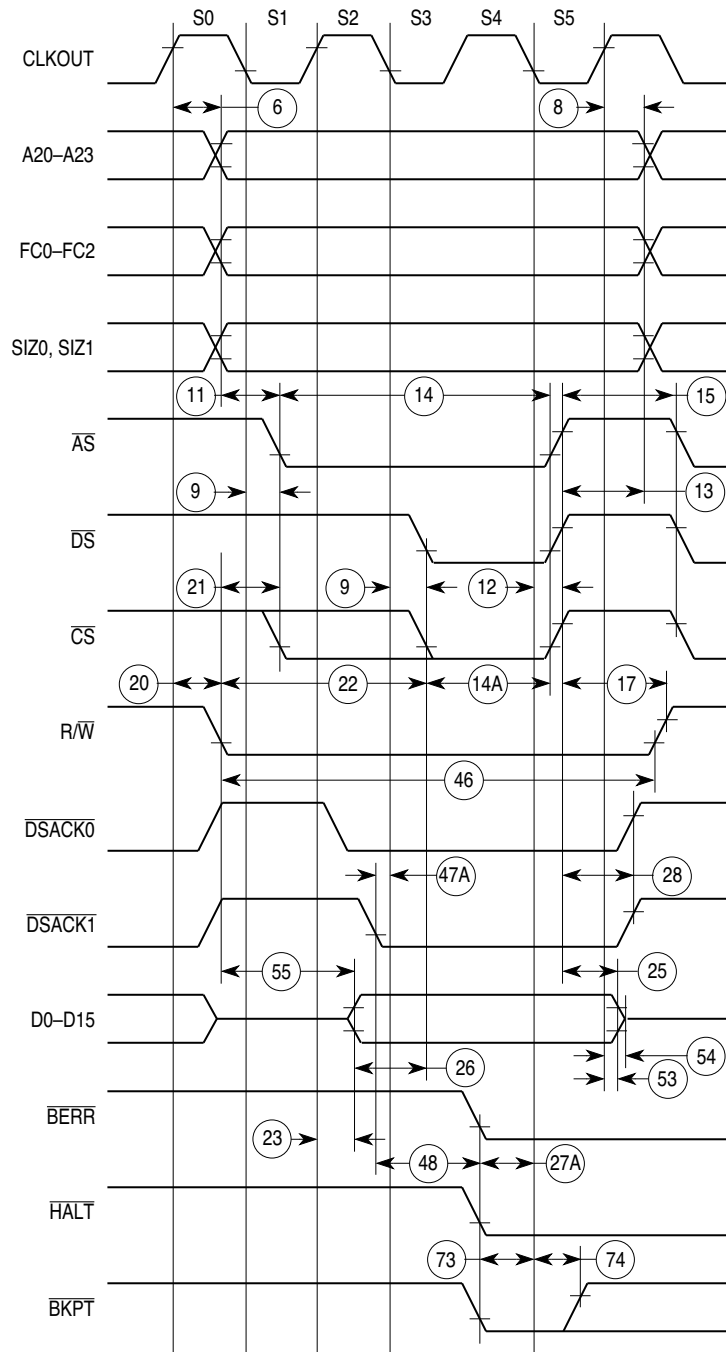 S0 S1 S2 S3 S4 S5
CLKOUT
6 8
A20–A23
FC0–FC2
SIZ0, SIZ1
11 14 15
AS
9 13
DS
21 9 12
CS
20 22 14A 17
R/W
46
DSACK0
47A 28
DSACK1
55 25
D0–D15
54
26 53
BERR
23 48 27A
HALT
73 74
BKPT